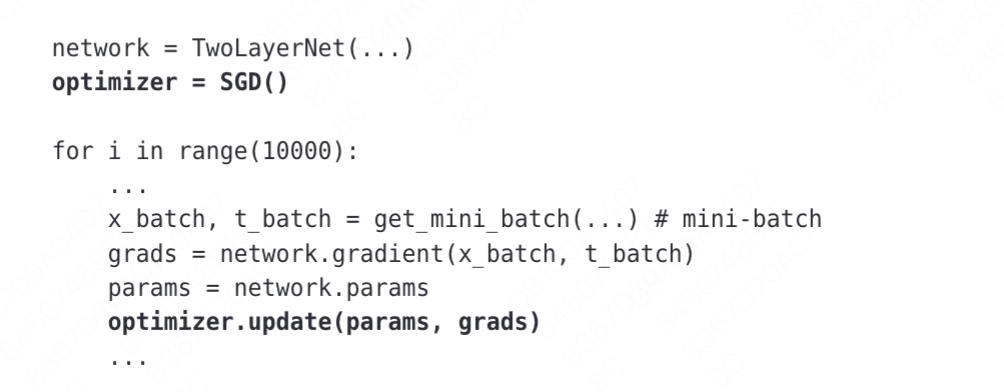 network = TwoLayerNet(...)
optimizer = SGD()
for i in range(10000):
...
x_batch, t_batch = get_mini_batch(...) # mini-batch
grads = network.gradient(x_batch, t_batch)
params = network.params
optimizer.update(params, grads)
...